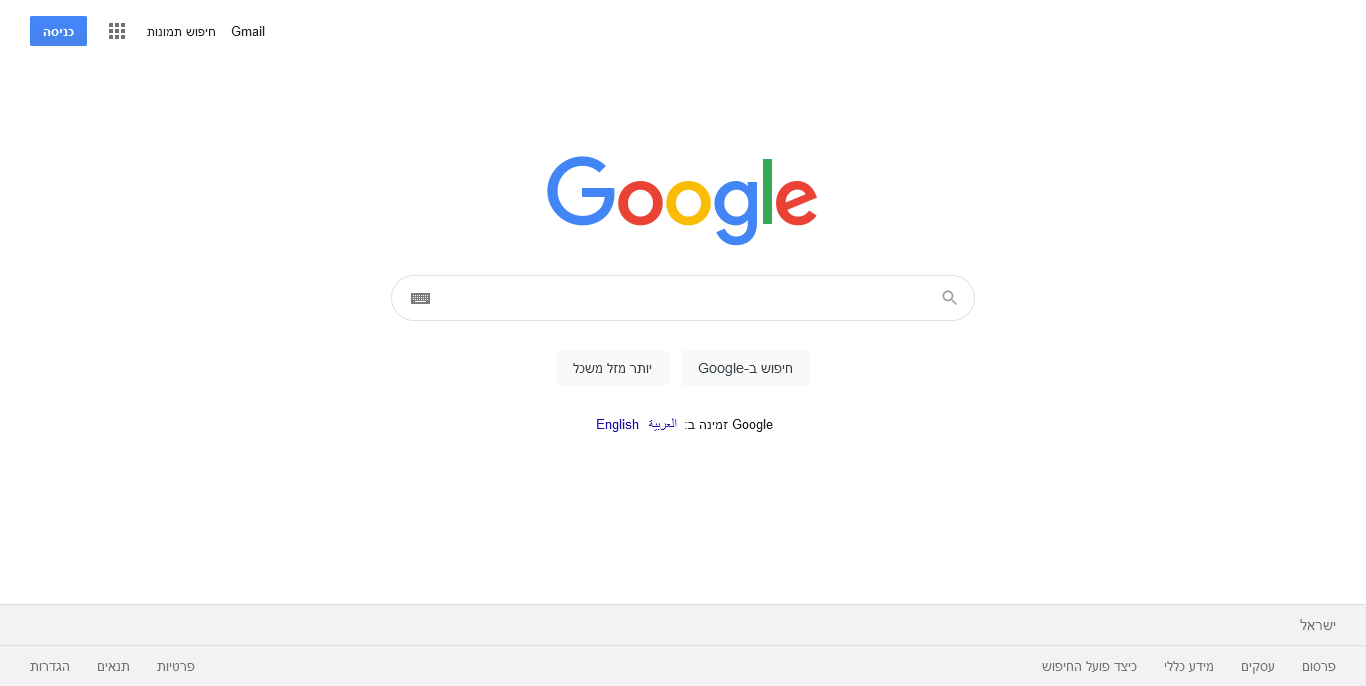 Gmail
חיפוש תמונות
כניסה
Google
חיפוש ב-Google
יותר מזל משכל
Google זמינה ב: العربية English
ישראל
פרסום
עסקים
מידע כללי
כיצד פועל החיפוש
פרטיות
תנאים
הגדרות